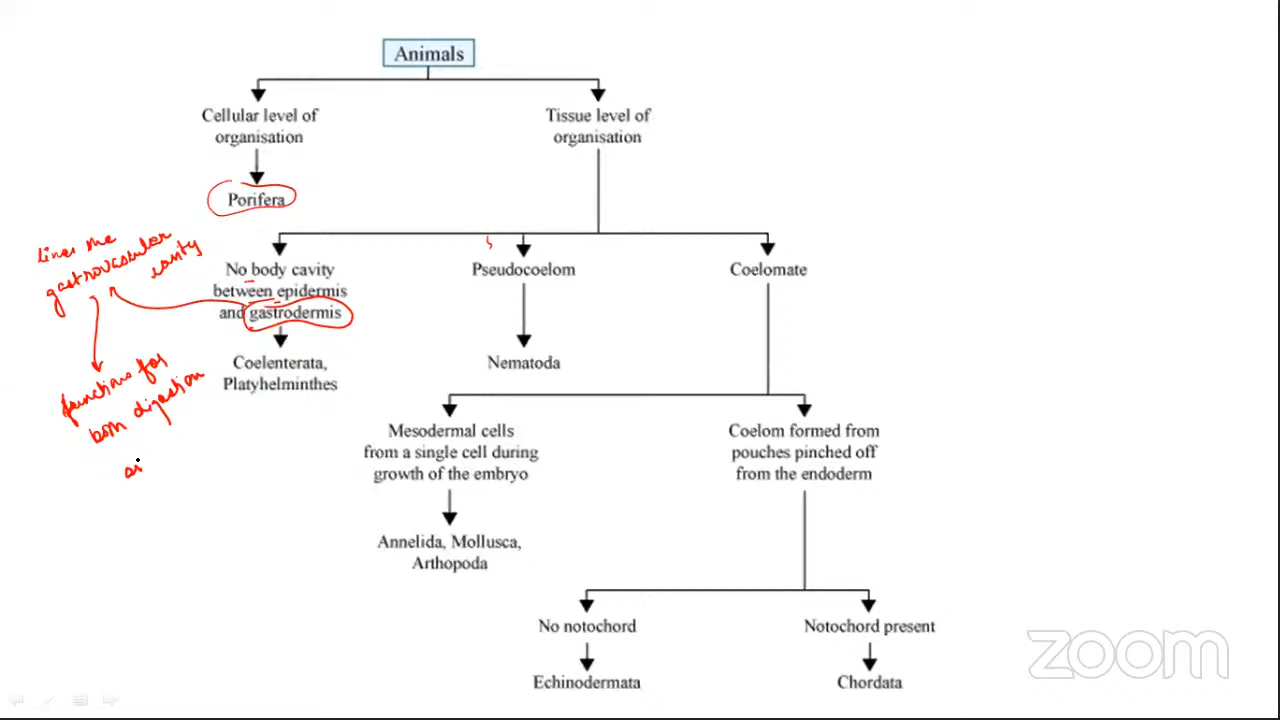 Animals
Cellular level of
organisation
Tissue level of
organisation
Porifera
lines the
gastrovascular
cavity
No body cavity
between epidermis
and gastrodermis
Pseudocoelom
Coelomate
functions for
both digestion
Coelenterata,
Platyhelminthes
Nematoda
Mesodermal cells
from a single cell during
growth of the embryo
Coelom formed from
pouches pinched off
from the endoderm
Annelida, Mollusca,
Arthopoda
No notochord
Notochord present
Echinodermata
Chordata
zoom